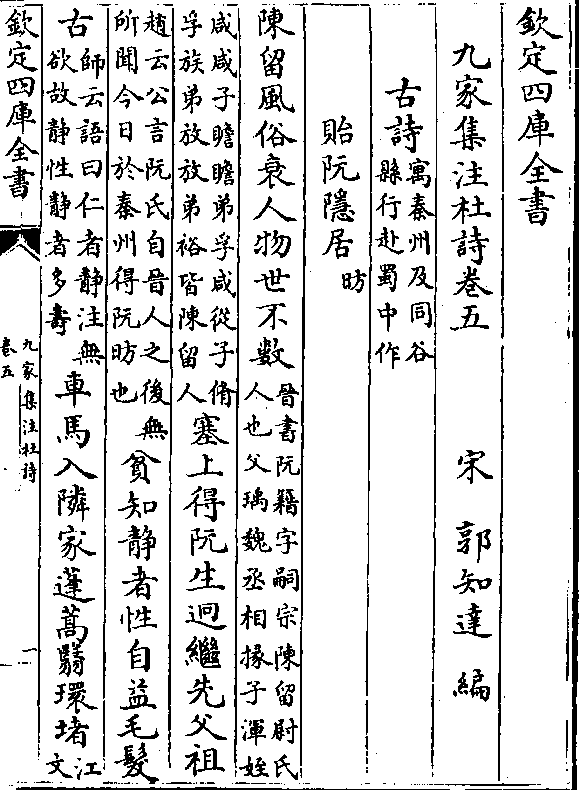 欽定四庫全書
九家集注杜詩卷五
宋 郭知達 編
古詩寓秦州及同谷縣行赴蜀中作
貽阮隱居昉
陳留風俗衰人物世不數晉書阮籍字嗣宗陳留尉氏人也父瑀魏丞相掾子渾姪
咸咸子瞻瞻弟孚咸從子脩孚族弟放放弟裕皆陳留人塞上得阮生迥繼先父祖
趙云公言阮氏自晉人之後無所聞今日於秦州得阮昉也貧知静者性自益毛髮
古師云語曰仁者静注無欲故静性静者多壽車馬入隣家蓬蒿翳環堵江文
欽定四庫全書
九家集注杜詩
卷五
一